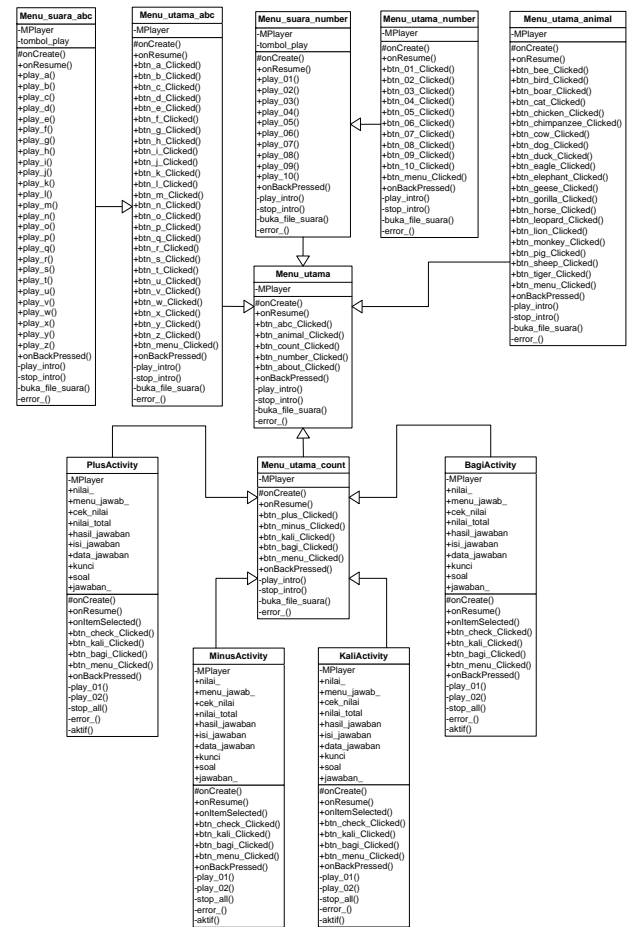 Menu_suara_abc
-MPlayer
-tombol_play
#onCreate()
+onResume()
+play_a()
+play_b()
+play_c()
+play_d()
+play_e()
+play_f()
+play_g()
+play_h()
+play_i()
+play_j()
+play_k()
+play_l()
+play_m()
+play_n()
+play_o()
+play_p()
+play_q()
+play_r()
+play_s()
+play_t()
+play_u()
+play_v()
+play_w()
+play_x()
+play_y()
+play_z()
+onBackPressed()
-play_intro()
-stop_intro()
-buka_file_suara()
-error_()
Menu_utama_abc
-MPlayer
#onCreate()
+onResume()
+btn_a_Clicked()
+btn_b_Clicked()
+btn_c_Clicked()
+btn_d_Clicked()
+btn_e_Clicked()
+btn_f_Clicked()
+btn_g_Clicked()
+btn_h_Clicked()
+btn_i_Clicked()
+btn_j_Clicked()
+btn_k_Clicked()
+btn_l_Clicked()
+btn_m_Clicked()
+btn_n_Clicked()
+btn_o_Clicked()
+btn_p_Clicked()
+btn_q_Clicked()
+btn_r_Clicked()
+btn_s_Clicked()
+btn_t_Clicked()
+btn_u_Clicked()
+btn_v_Clicked()
+btn_w_Clicked()
+btn_x_Clicked()
+btn_y_Clicked()
+btn_z_Clicked()
+btn_menu_Clicked()
+onBackPressed()
-play_intro()
-stop_intro()
-buka_file_suara()
-error_()
Menu_suara_number
-MPlayer
-tombol_play
#onCreate()
+onResume()
+play_01()
+play_02()
+play_03()
+play_04()
+play_05()
+play_06()
+play_07()
+play_08()
+play_09()
+play_10()
+onBackPressed()
-play_intro()
-stop_intro()
-buka_file_suara()
-error_()
Menu_utama_number
-MPlayer
#onCreate()
+onResume()
+btn_01_Clicked()
+btn_02_Clicked()
+btn_03_Clicked()
+btn_04_Clicked()
+btn_05_Clicked()
+btn_06_Clicked()
+btn_07_Clicked()
+btn_08_Clicked()
+btn_09_Clicked()
+btn_10_Clicked()
+btn_menu_Clicked()
+onBackPressed()
-play_intro()
-stop_intro()
-buka_file_suara()
-error_()
Menu_utama_animal
-MPlayer
#onCreate()
+onResume()
+btn_bee_Clicked()
+btn_bird_Clicked()
+btn_boar_Clicked()
+btn_cat_Clicked()
+btn_chicken_Clicked()
+btn_chimpanzee_Clicked()
+btn_cow_Clicked()
+btn_dog_Clicked()
+btn_duck_Clicked()
+btn_eagle_Clicked()
+btn_elephant_Clicked()
+btn_geese_Clicked()
+btn_gorilla_Clicked()
+btn_horse_Clicked()
+btn_leopard_Clicked()
+btn_lion_Clicked()
+btn_monkey_Clicked()
+btn_pig_Clicked()
+btn_sheep_Clicked()
+btn_tiger_Clicked()
+btn_menu_Clicked()
+onBackPressed()
-play_intro()
-stop_intro()
-buka_file_suara()
-error_()
Menu_utama
-MPlayer
#onCreate()
+onResume()
+btn_abc_Clicked()
+btn_animal_Clicked()
+btn_count_Clicked()
+btn_number_Clicked()
+btn_about_Clicked()
+onBackPressed()
-play_intro()
-stop_intro()
-buka_file_suara()
-error_()
PlusActivity
-MPlayer
+nilai_
+menu_jawab_
+cek_nilai
+nilai_total
+hasil_jawaban
+isi_jawaban
+data_jawaban
+kunci
+soal
+jawaban_
#onCreate()
+onResume()
+onItemSelected()
+btn_check_Clicked()
+btn_kali_Clicked()
+btn_bagi_Clicked()
+btn_menu_Clicked()
+onBackPressed()
-play_01()
-play_02()
-stop_all()
-error_()
-aktif()
Menu_utama_count
-MPlayer
#onCreate()
+onResume()
+btn_plus_Clicked()
+btn_minus_Clicked()
+btn_kali_Clicked()
+btn_bagi_Clicked()
+btn_menu_Clicked()
+onBackPressed()
-play_intro()
-stop_intro()
-buka_file_suara()
-error_()
BagiActivity
-MPlayer
+nilai_
+menu_jawab_
+cek_nilai
+nilai_total
+hasil_jawaban
+isi_jawaban
+data_jawaban
+kunci
+soal
+jawaban_
#onCreate()
+onResume()
+onItemSelected()
+btn_check_Clicked()
+btn_kali_Clicked()
+btn_bagi_Clicked()
+btn_menu_Clicked()
+onBackPressed()
-play_01()
-play_02()
-stop_all()
-error_()
-aktif()
MinusActivity
-MPlayer
+nilai_
+menu_jawab_
+cek_nilai
+nilai_total
+hasil_jawaban
+isi_jawaban
+data_jawaban
+kunci
+soal
+jawaban_
#onCreate()
+onResume()
+onItemSelected()
+btn_check_Clicked()
+btn_kali_Clicked()
+btn_bagi_Clicked()
+btn_menu_Clicked()
+onBackPressed()
-play_01()
-play_02()
-stop_all()
-error_()
-aktif()
KaliActivity
-MPlayer
+nilai_
+menu_jawab_
+cek_nilai
+nilai_total
+hasil_jawaban
+isi_jawaban
+data_jawaban
+kunci
+soal
+jawaban_
#onCreate()
+onResume()
+onItemSelected()
+btn_check_Clicked()
+btn_kali_Clicked()
+btn_bagi_Clicked()
+btn_menu_Clicked()
+onBackPressed()
-play_01()
-play_02()
-stop_all()
-error_()
-aktif()